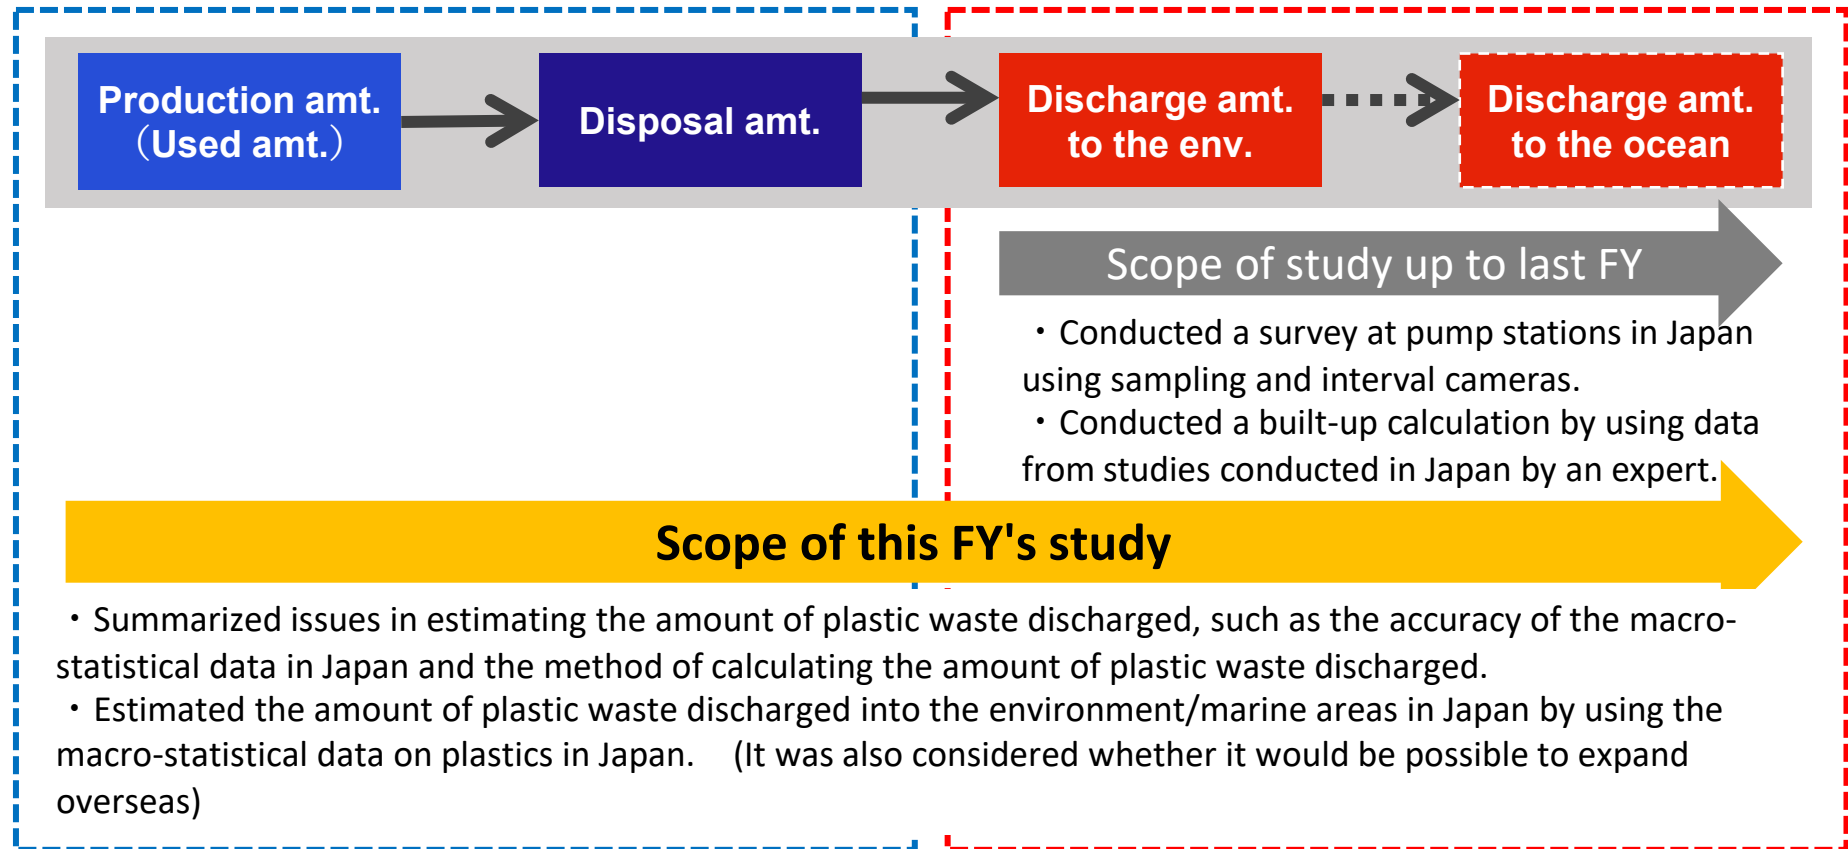 Production amt.
（Used amt.）
Disposal amt.
Discharge amt.
to the env.
Discharge amt.
to the ocean
Scope of study up to last FY
・Conducted a survey at pump stations in Japan
using sampling and interval cameras.
・Conducted a built-up calculation by using data
from studies conducted in Japan by an expert.
Scope of this FY's study
・Summarized issues in estimating the amount of plastic waste discharged, such as the accuracy of the macro-
statistical data in Japan and the method of calculating the amount of plastic waste discharged.
・Estimated the amount of plastic waste discharged into the environment/marine areas in Japan by using the
macro-statistical data on plastics in Japan.　(It was also considered whether it would be possible to expand
overseas)